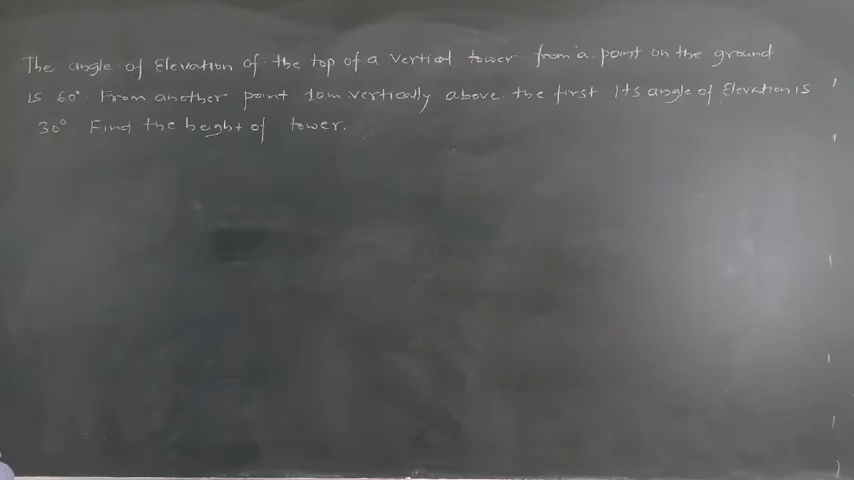 The angle of Elevation of the top of a vertical tower from a point on the ground
is 60° From another point 10m vertically above the first its angle of Elevation is
30°. Find the height of tower.